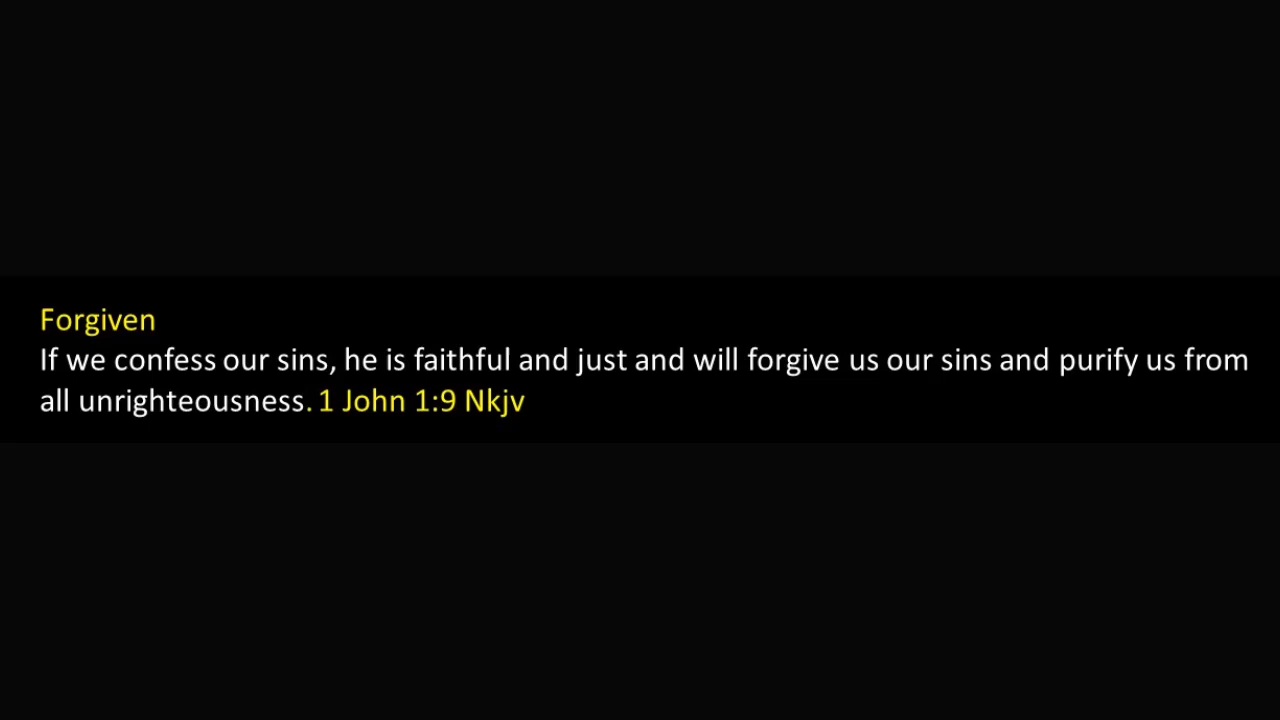 Forgiven
If we confess our sins, he is faithful and just and will forgive us our sins and purify us from
all unrighteousness. 1 John 1:9 Nkjv